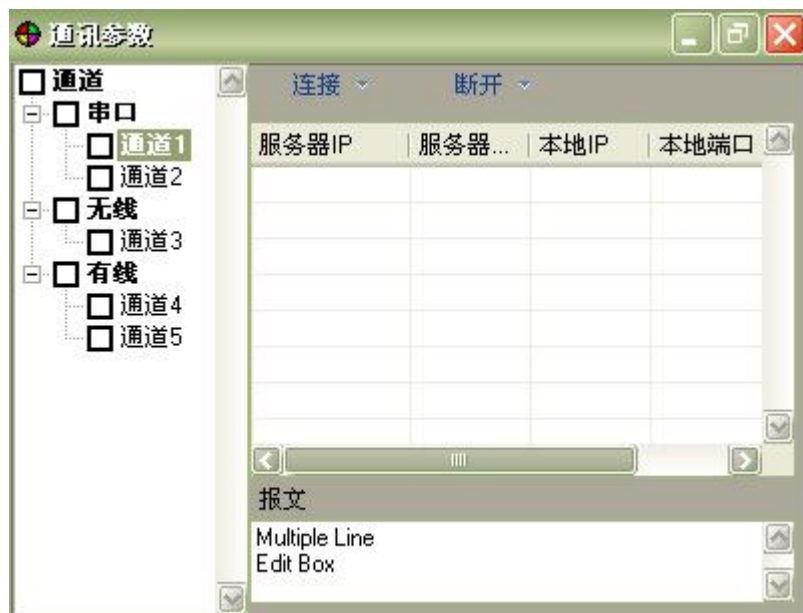 通讯参数
通道
串口
通道1
通道2
无线
通道3
有线
通道4
通道5
连接 断开
服务器IP 服务器... 本地IP 本地端口
报文
Multiple Line
Edit Box